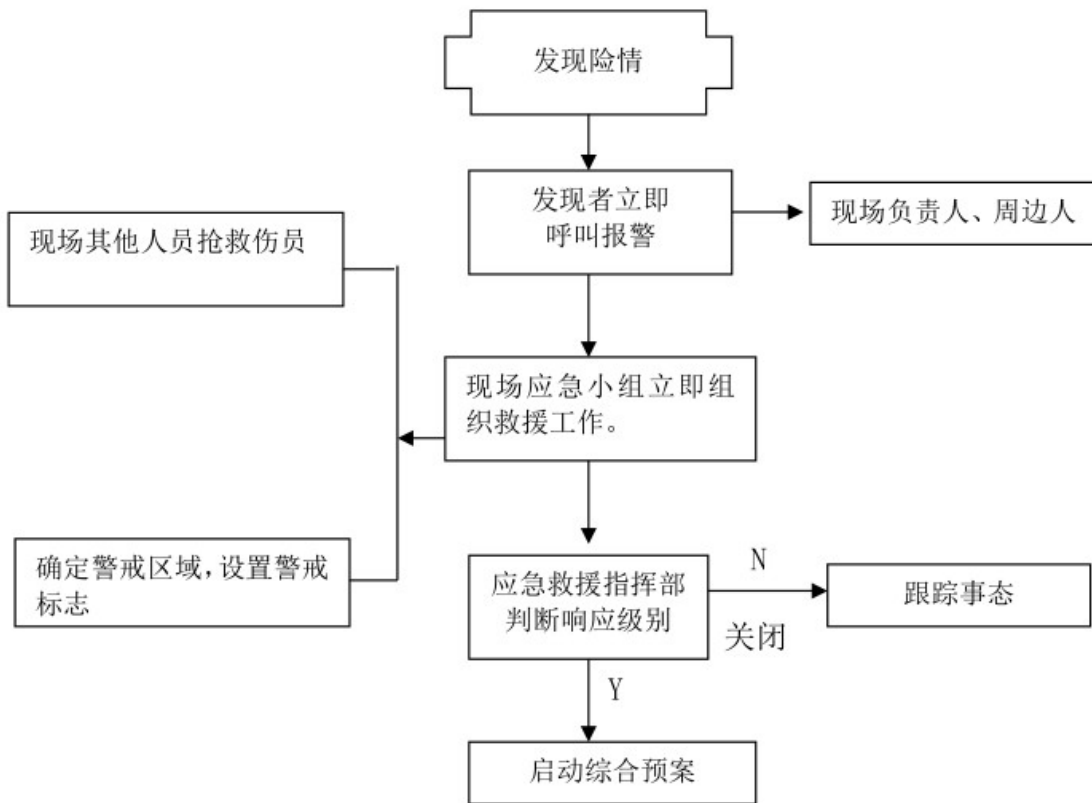 发现险情
发现者立即
呼叫报警
现场负责人、周边人
现场其他人员抢救伤员
现场应急小组立即组
织救援工作。
确定警戒区域，设置警戒
标志
应急救援指挥部
判断响应级别
N
关闭
跟踪事态
Y
启动综合预案